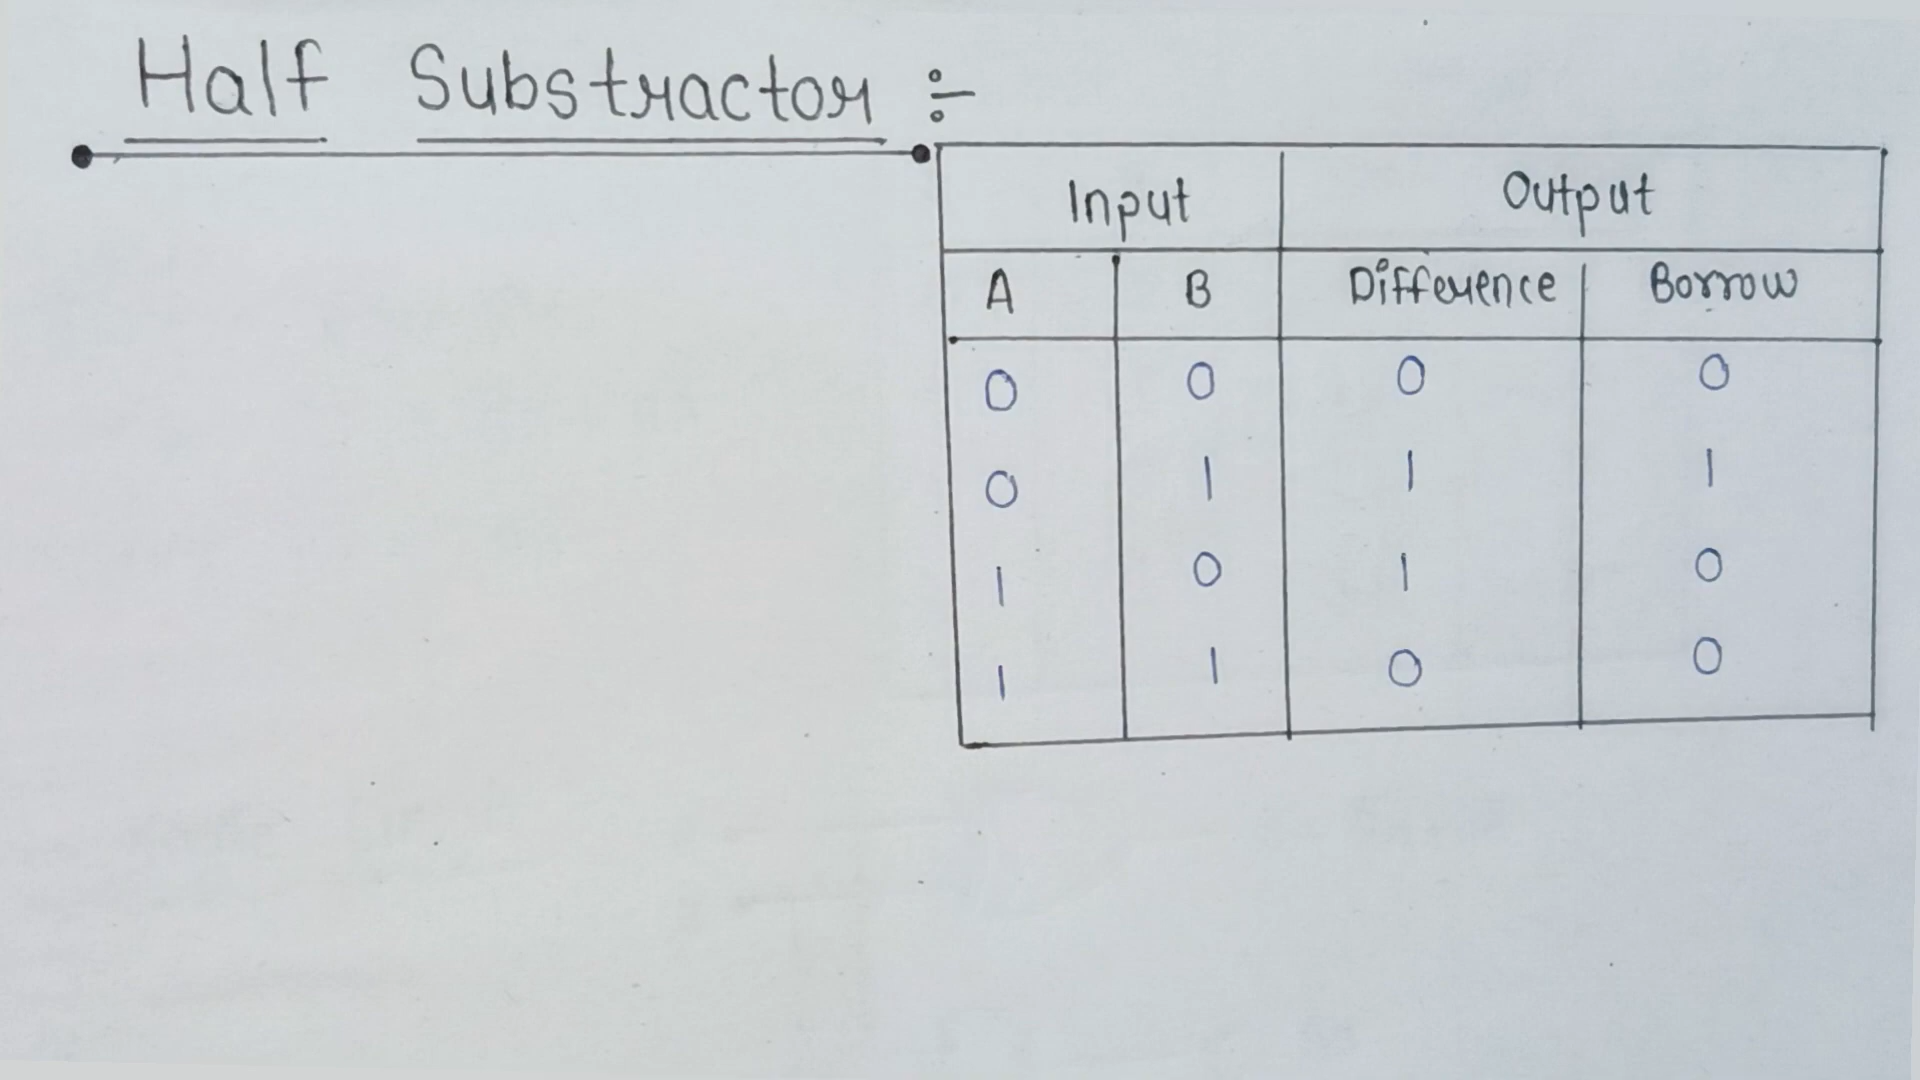 Half Substractor :-
Input Output
A B Difference Borrow
0 0 0 0
0 1 1 1
1 0 1 0
1 1 0 0